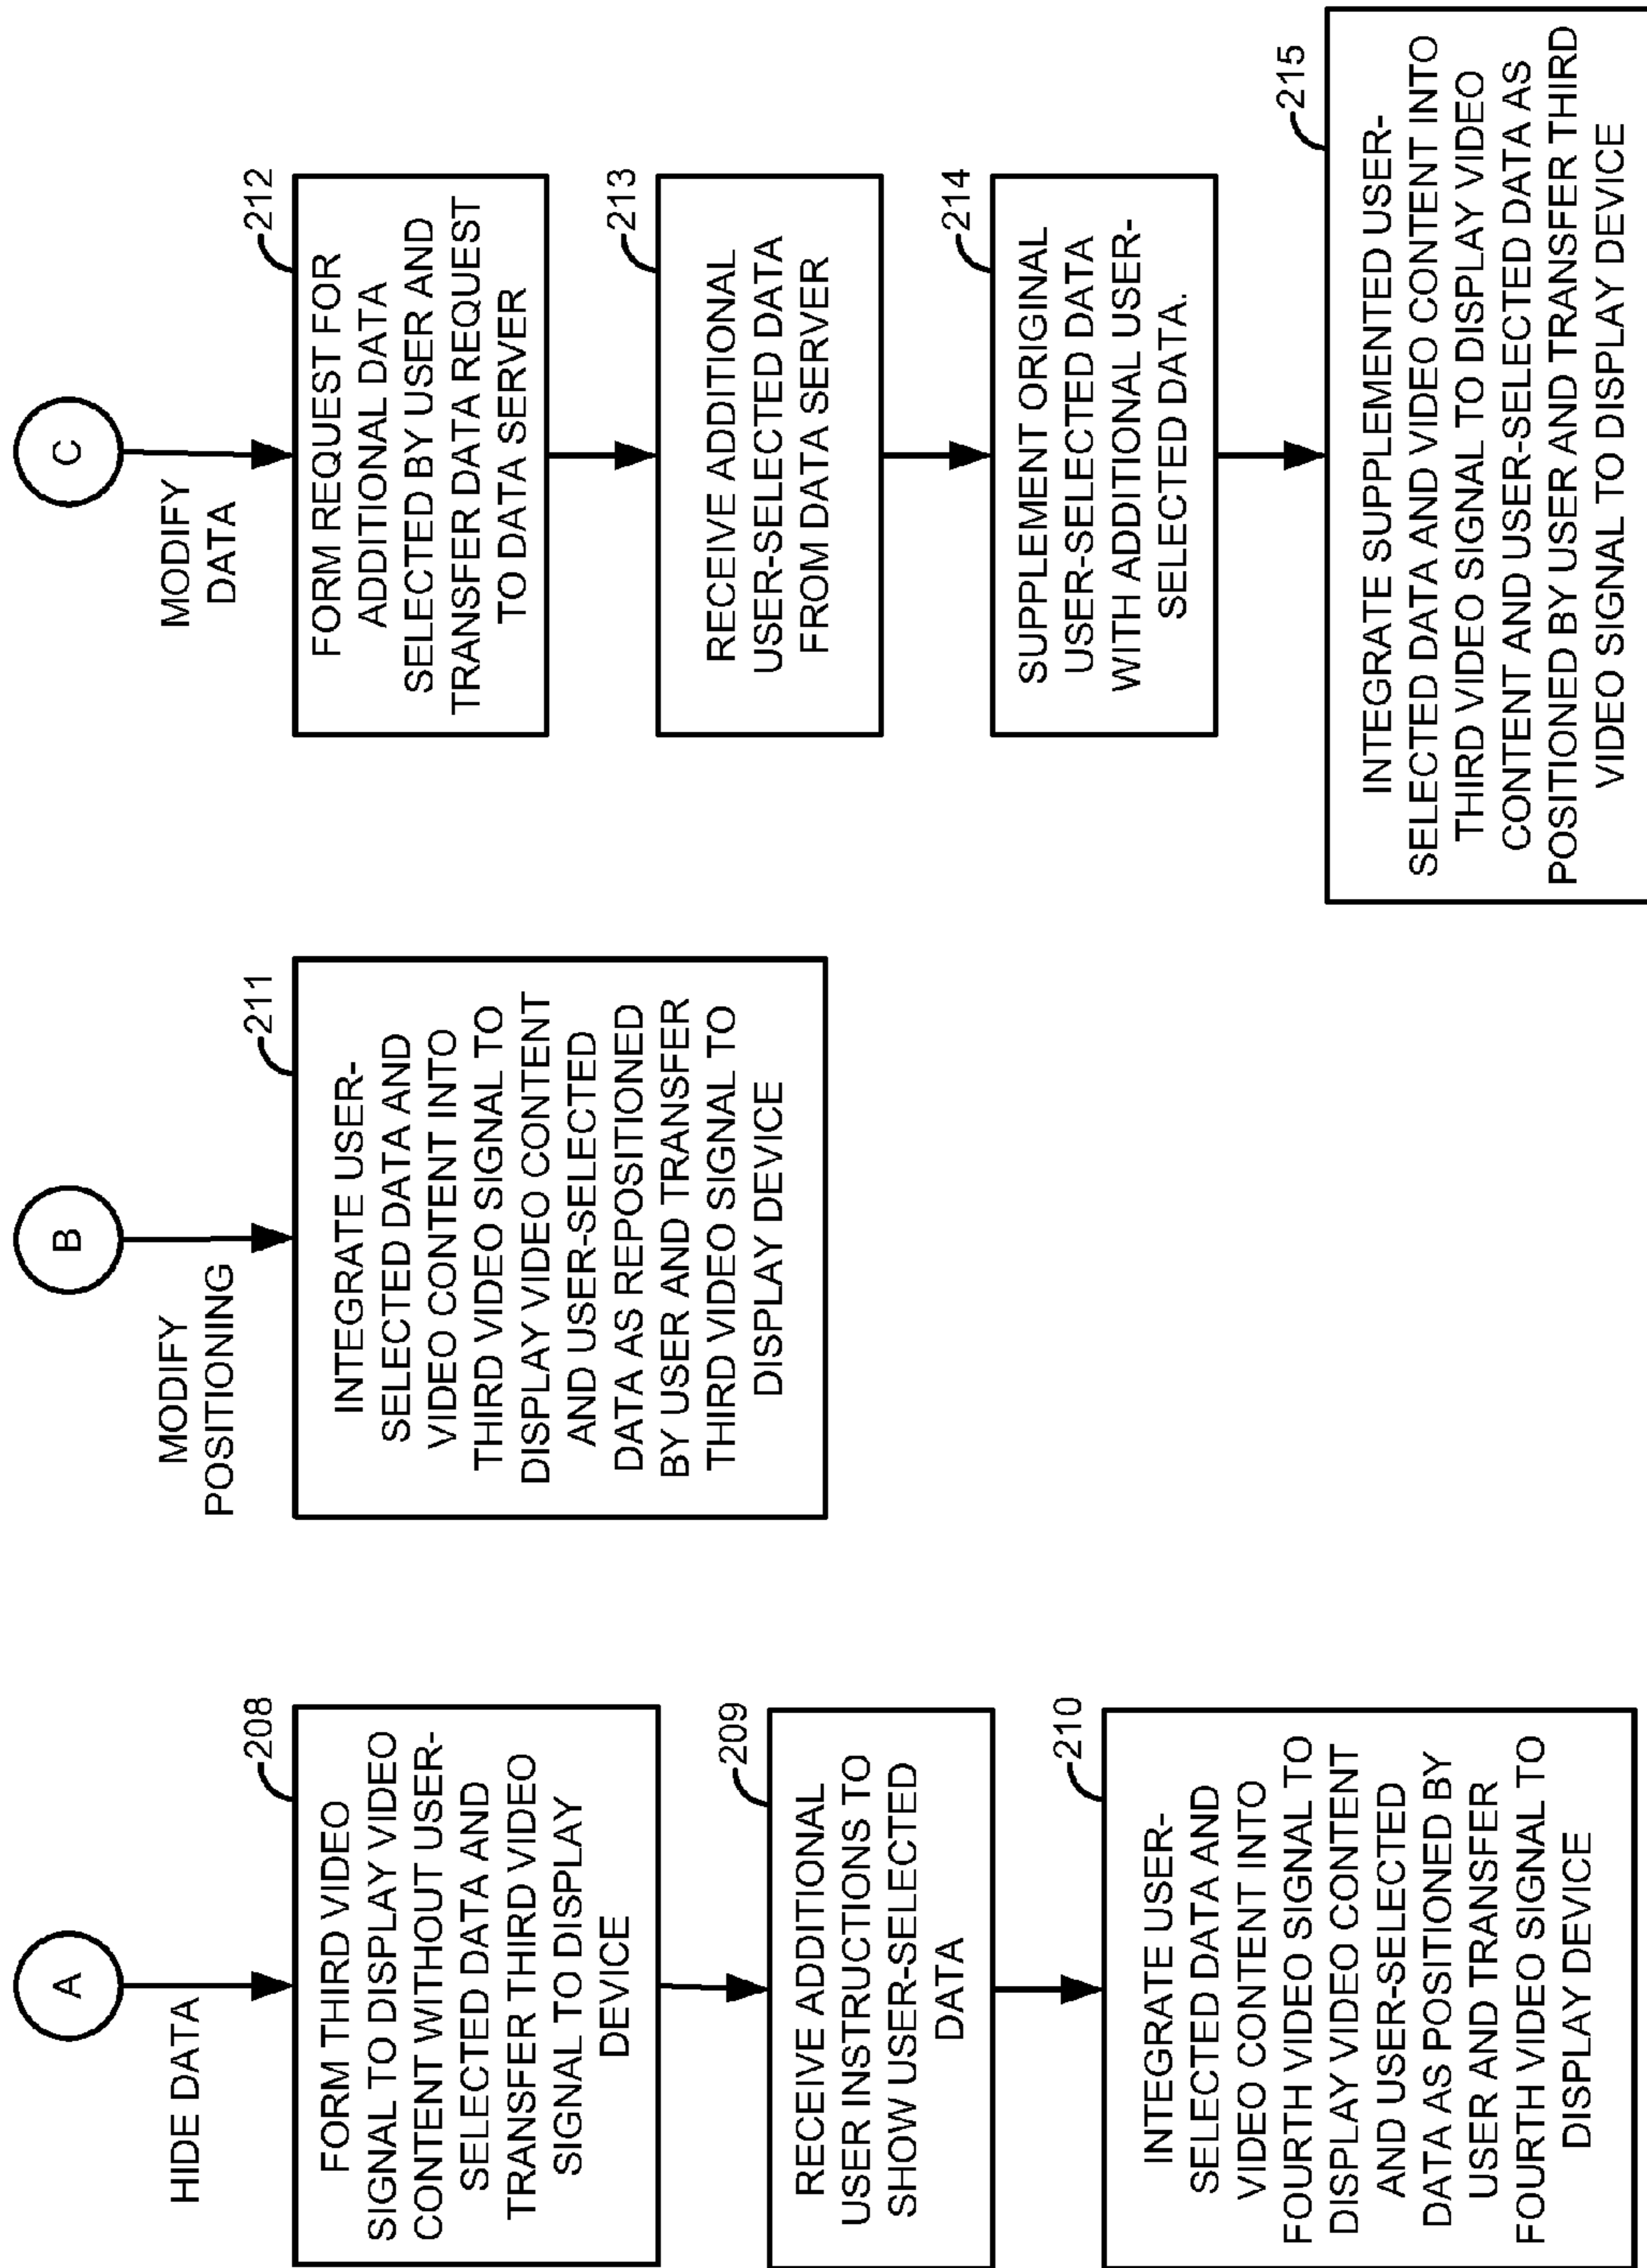 A
HIDE DATA
208
FORM THIRD VIDEO
SIGNAL TO DISPLAY VIDEO
CONTENT WITHOUT USER-
SELECTED DATA AND
TRANSFER THIRD VIDEO
SIGNAL TO DISPLAY
DEVICE
209
RECEIVE ADDITIONAL
USER INSTRUCTIONS TO
SHOW USER-SELECTED
DATA
210
INTEGRATE USER-
SELECTED DATA AND
VIDEO CONTENT INTO
FOURTH VIDEO SIGNAL TO
DISPLAY VIDEO CONTENT
AND USER-SELECTED
DATA AS POSITIONED BY
USER AND TRANSFER
FOURTH VIDEO SIGNAL TO
DISPLAY DEVICE
B
MODIFY
POSITIONING
211
INTEGRATE USER-
SELECTED DATA AND
VIDEO CONTENT INTO
THIRD VIDEO SIGNAL TO
DISPLAY VIDEO CONTENT
AND USER-SELECTED
DATA AS REPOSITIONED
BY USER AND TRANSFER
THIRD VIDEO SIGNAL TO
DISPLAY DEVICE
C
MODIFY
DATA
212
FORM REQUEST FOR
ADDITIONAL DATA
SELECTED BY USER AND
TRANSFER DATA REQUEST
TO DATA SERVER
213
RECEIVE ADDITIONAL
USER-SELECTED DATA
FROM DATA SERVER
214
SUPPLEMENT ORIGINAL
USER-SELECTED DATA
WITH ADDITIONAL USER-
SELECTED DATA.
215
INTEGRATE SUPPLEMENTED USER-
SELECTED DATA AND VIDEO CONTENT INTO
THIRD VIDEO SIGNAL TO DISPLAY VIDEO
CONTENT AND USER-SELECTED DATA AS
POSITIONED BY USER AND TRANSFER THIRD
VIDEO SIGNAL TO DISPLAY DEVICE